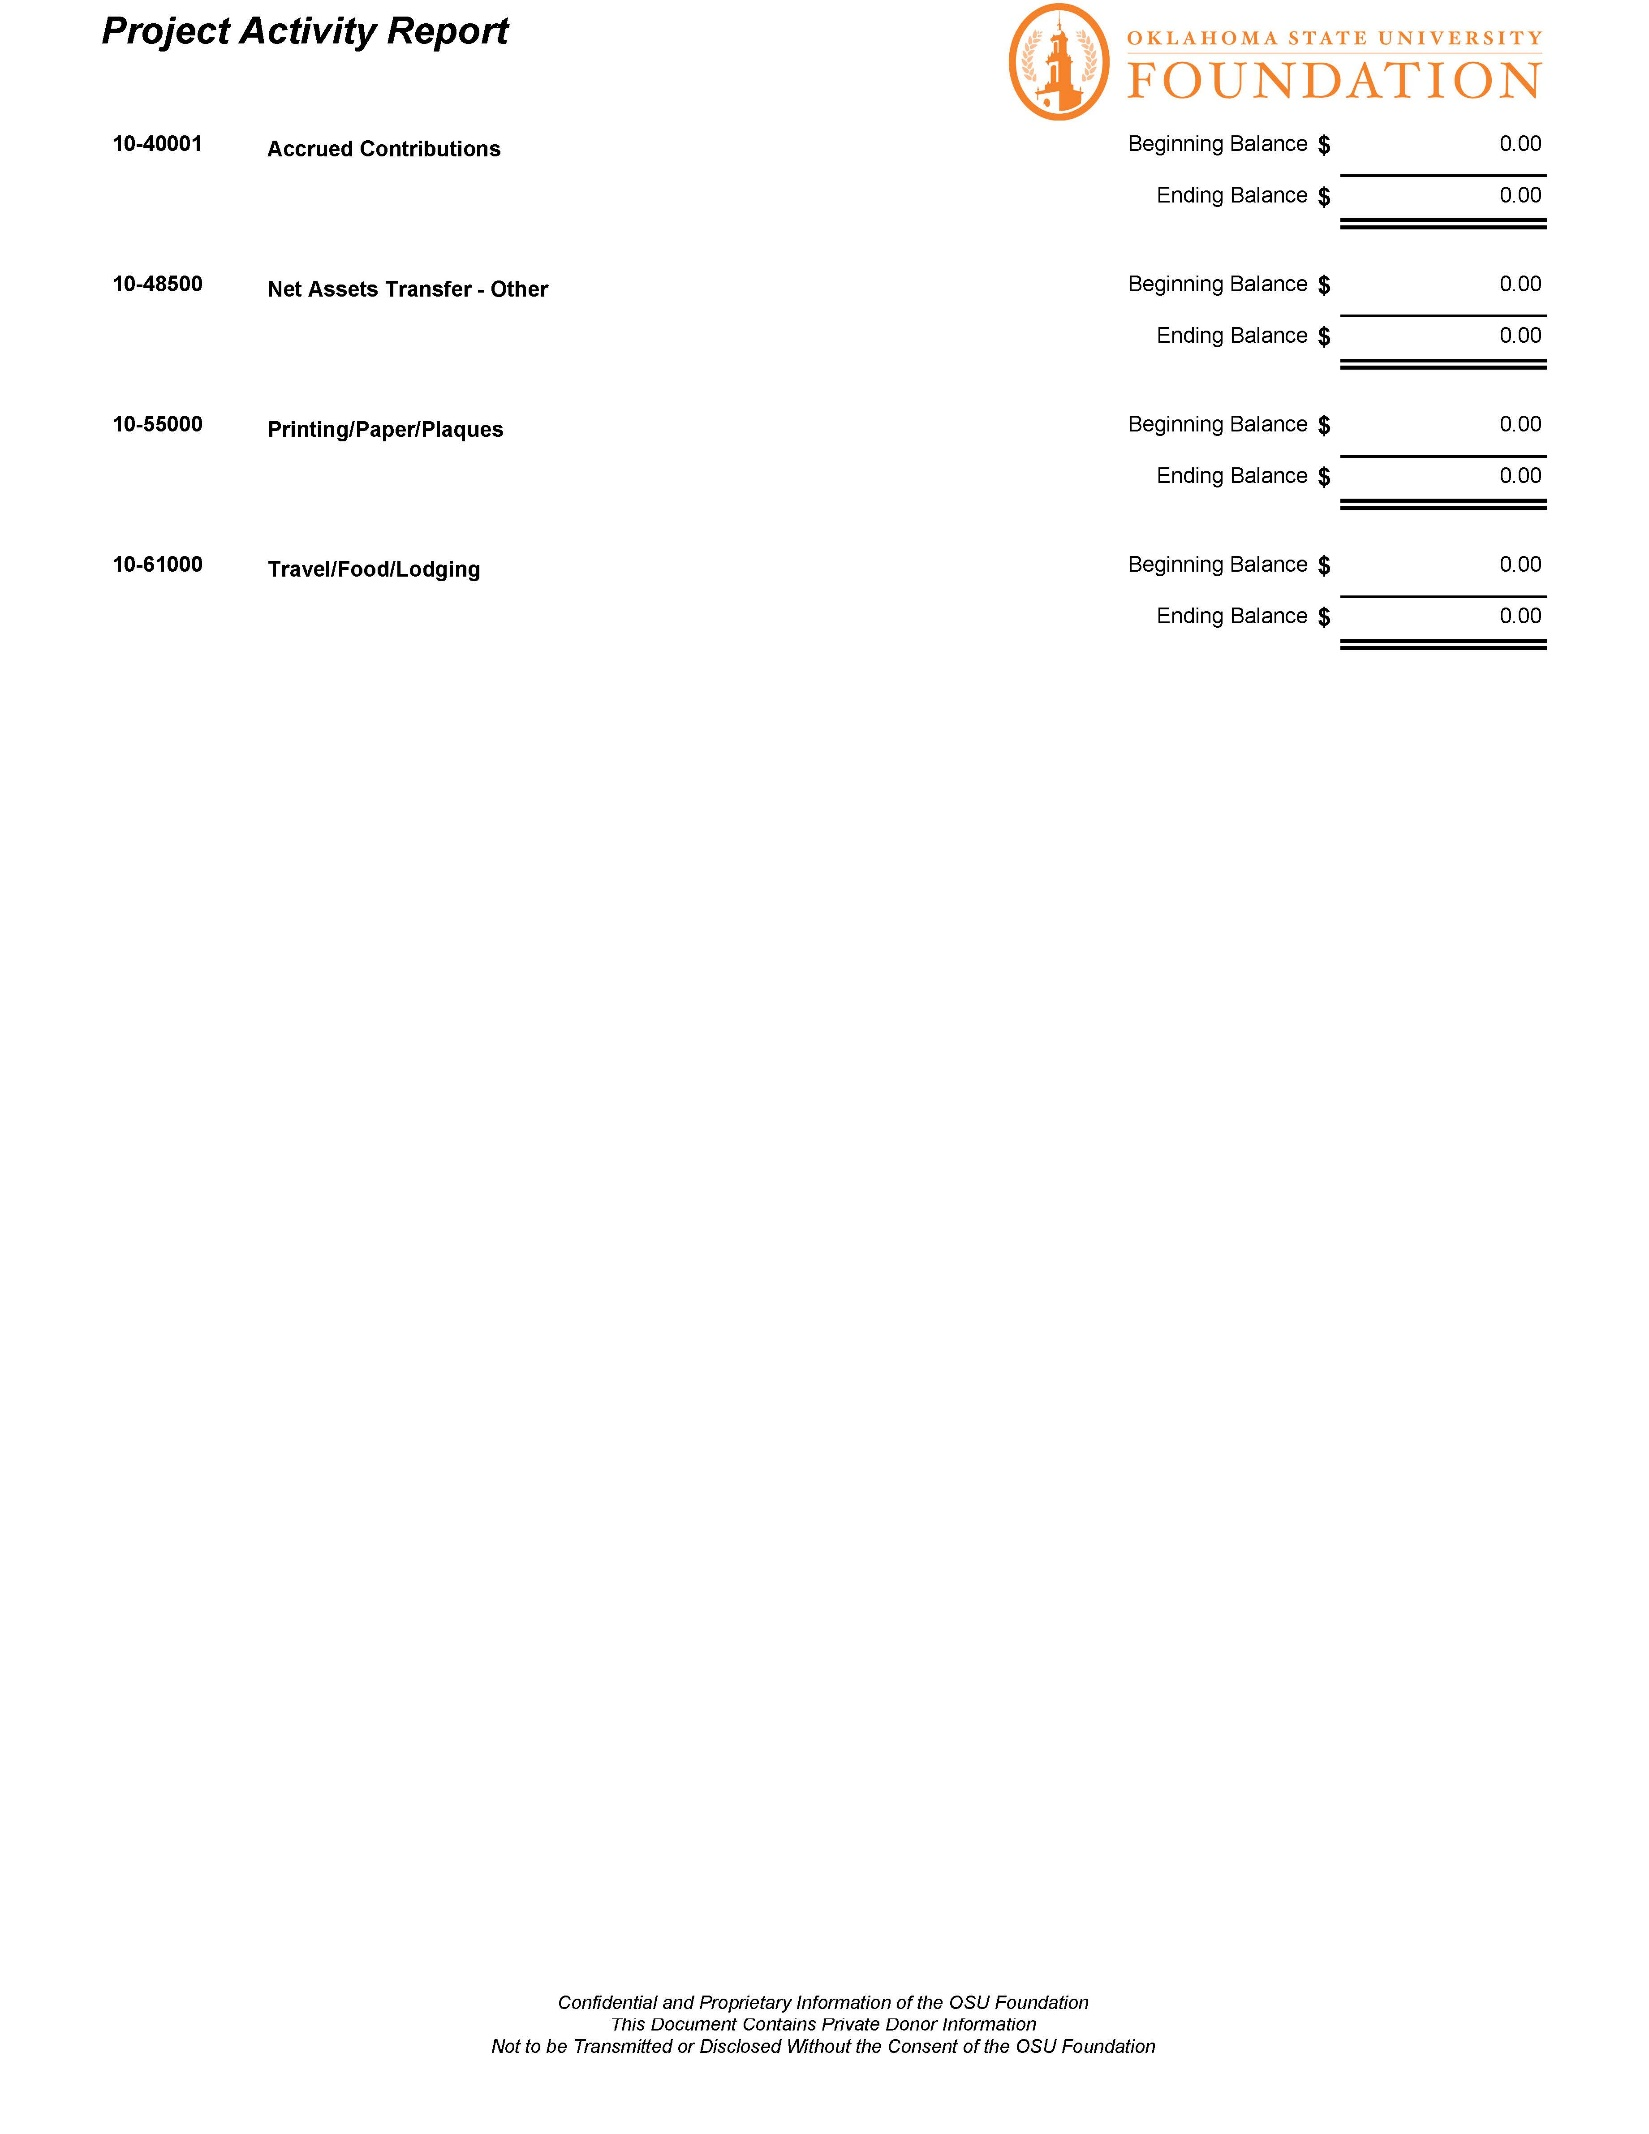 Project Activity Report
OKLAHOMA STATE UNIVERSITY
FOUNDATION
10-40001 Accrued Contributions Beginning Balance $ 0.00
Ending Balance $ 0.00
10-48500 Net Assets Transfer - Other Beginning Balance $ 0.00
Ending Balance $ 0.00
10-55000 Printing/Paper/Plaques Beginning Balance $ 0.00
Ending Balance $ 0.00
10-61000 Travel/Food/Lodging Beginning Balance $ 0.00
Ending Balance $ 0.00
Confidential and Proprietary Information of the OSU Foundation
This Document Contains Private Donor Information
Not to be Transmitted or Disclosed Without the Consent of the OSU Foundation